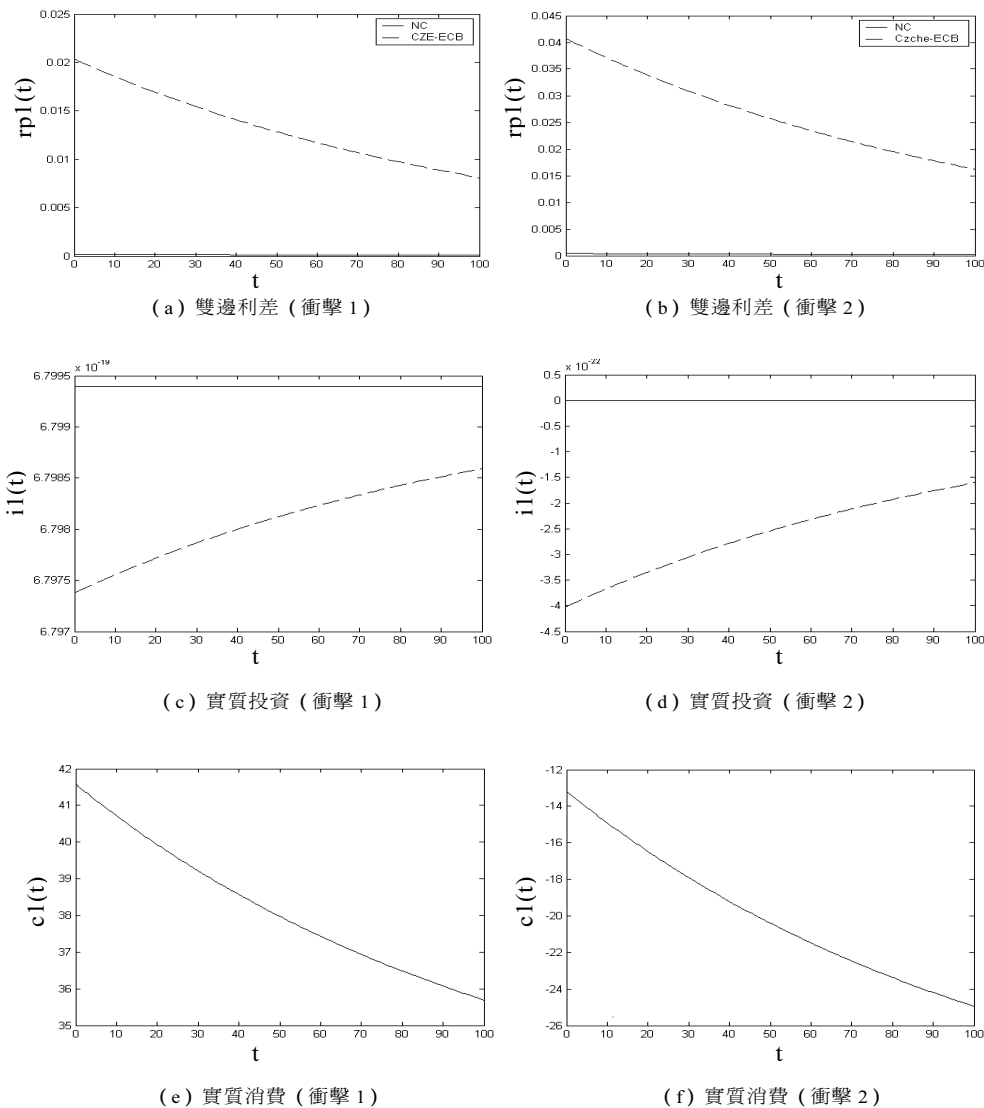 NC
CZE-ECB
0.025
0.02
0.015
0.01
0.005
0
rp1(t)
0 10 20 30 40 50 60 70 80 90 100
t
(a) 雙邊利差 (衝擊 1)
NC
Czche-ECB
0.045
0.04
0.035
0.03
0.025
0.02
0.015
0.01
0.005
0
rp1(t)
0 10 20 30 40 50 60 70 80 90 100
t
(b) 雙邊利差 (衝擊 2)
x 10⁻¹⁹
6.7995
6.799
6.7985
6.798
6.7975
6.797
i1(t)
0 10 20 30 40 50 60 70 80 90 100
t
(c) 實質投資 (衝擊 1)
x 10⁻²²
0.5
0
-0.5
-1
-1.5
-2
-2.5
-3
-3.5
-4
-4.5
i1(t)
0 10 20 30 40 50 60 70 80 90 100
t
(d) 實質投資 (衝擊 2)
42
41
40
39
38
37
36
35
c1(t)
0 10 20 30 40 50 60 70 80 90 100
t
(e) 實質消費 (衝擊 1)
-12
-14
-16
-18
-20
-22
-24
-26
c1(t)
0 10 20 30 40 50 60 70 80 90 100
t
(f) 實質消費 (衝擊 2)